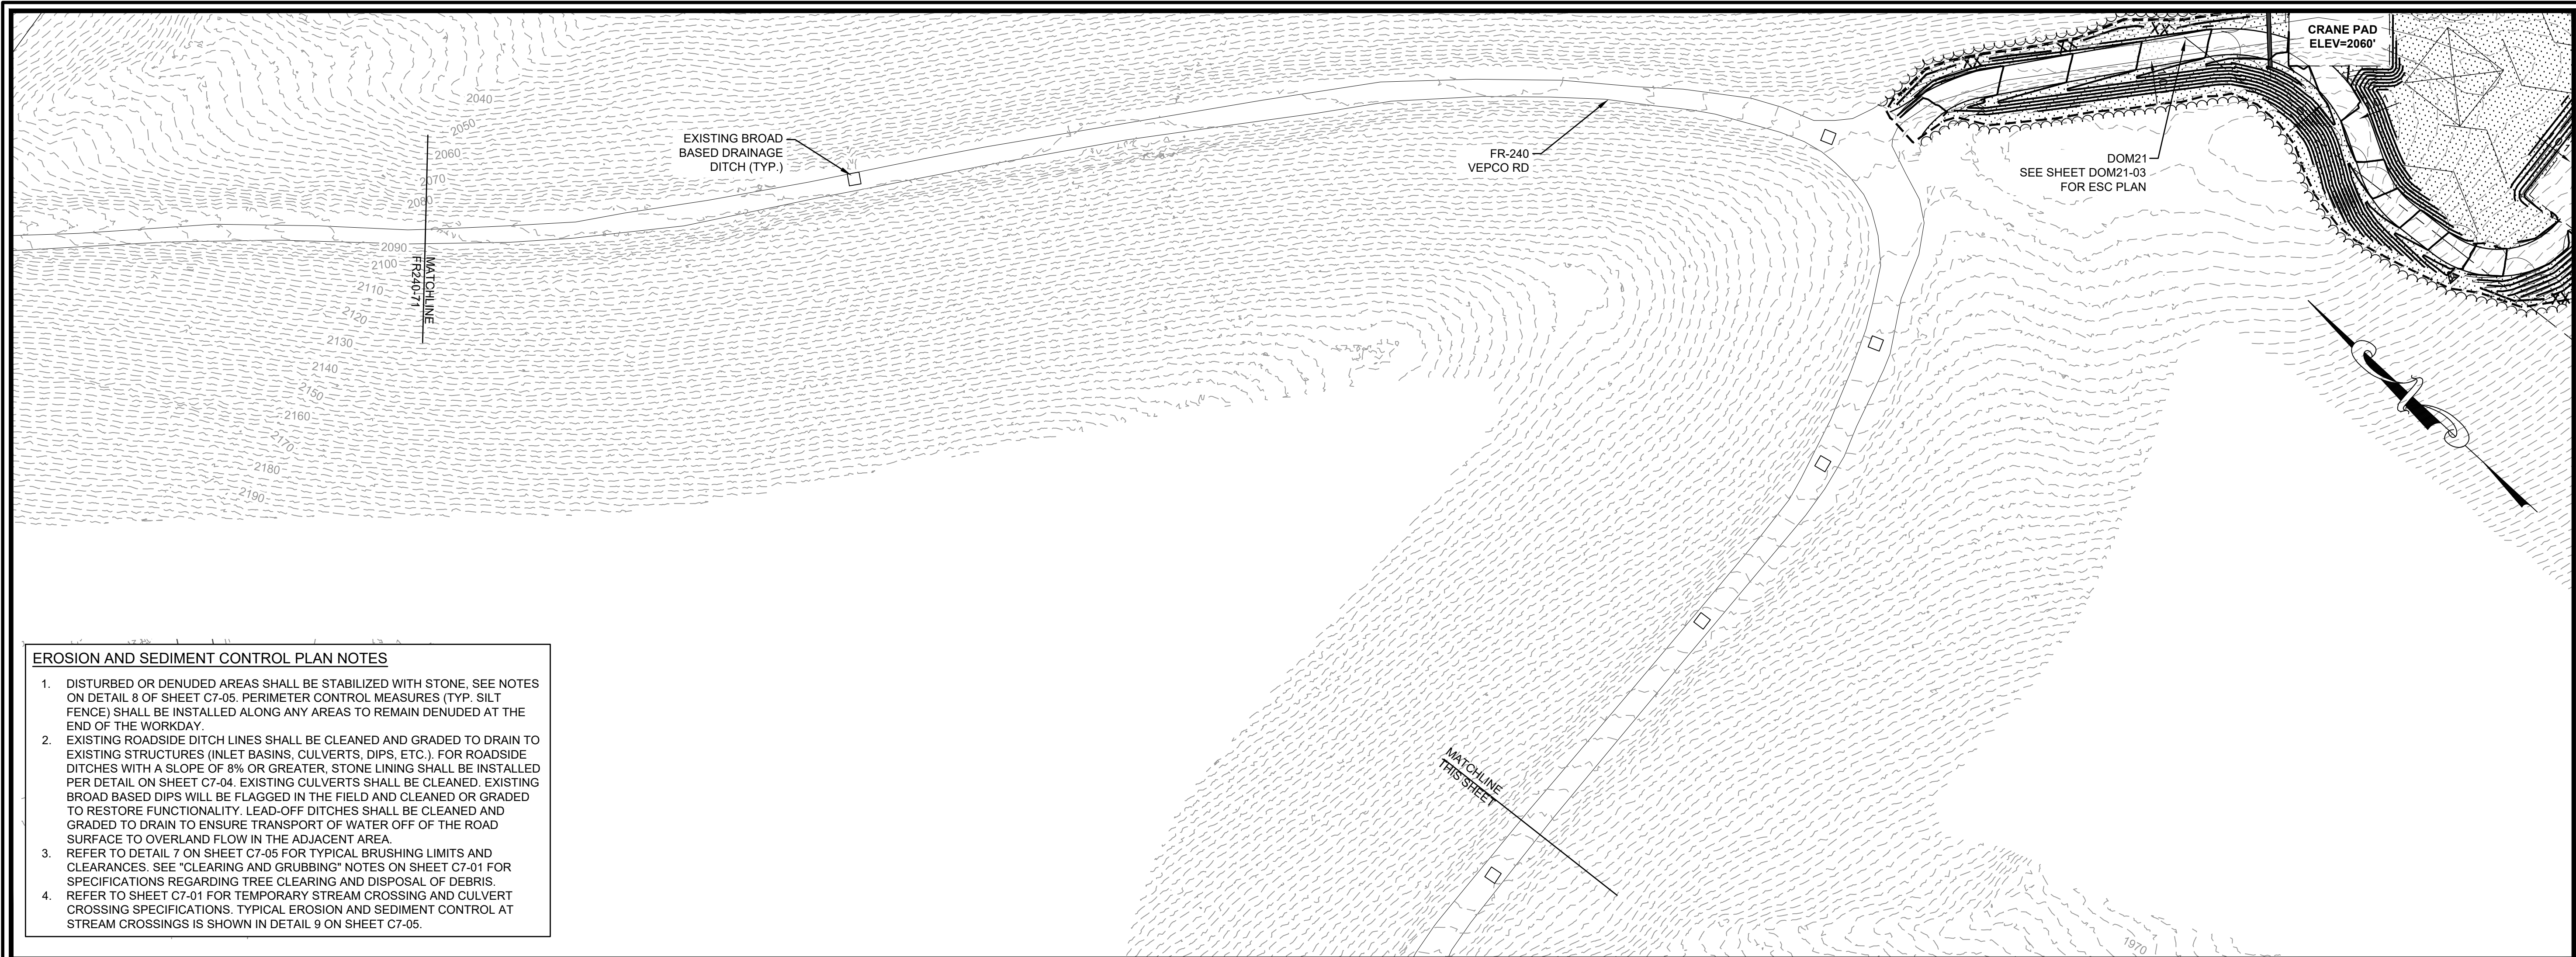 CRANE PAD
ELEV=2060'
2040
2050
2060
2070
2080
2090
2100
2110
2120
2130
2140
2150
2160
2170
2180
2190
MATCHLINE
FR240-71
EXISTING BROAD
BASED DRAINAGE
DITCH (TYP.)
FR-240
VEPCO RD
DOM21
SEE SHEET DOM21-03
FOR ESC PLAN
MATCHLINE
THIS SHEET
1970
EROSION AND SEDIMENT CONTROL PLAN NOTES
1. DISTURBED OR DENUDED AREAS SHALL BE STABILIZED WITH STONE, SEE NOTES
ON DETAIL 8 OF SHEET C7-05. PERIMETER CONTROL MEASURES (TYP. SILT
FENCE) SHALL BE INSTALLED ALONG ANY AREAS TO REMAIN DENUDED AT THE
END OF THE WORKDAY.
2. EXISTING ROADSIDE DITCH LINES SHALL BE CLEANED AND GRADED TO DRAIN TO
EXISTING STRUCTURES (INLET BASINS, CULVERTS, DIPS, ETC.). FOR ROADSIDE
DITCHES WITH A SLOPE OF 8% OR GREATER, STONE LINING SHALL BE INSTALLED
PER DETAIL ON SHEET C7-04. EXISTING CULVERTS SHALL BE CLEANED. EXISTING
BROAD BASED DIPS WILL BE FLAGGED IN THE FIELD AND CLEANED OR GRADED
TO RESTORE FUNCTIONALITY. LEAD-OFF DITCHES SHALL BE CLEANED AND
GRADED TO DRAIN TO ENSURE TRANSPORT OF WATER OFF OF THE ROAD
SURFACE TO OVERLAND FLOW IN THE ADJACENT AREA.
3. REFER TO DETAIL 7 ON SHEET C7-05 FOR TYPICAL BRUSHING LIMITS AND
CLEARANCES. SEE "CLEARING AND GRUBBING" NOTES ON SHEET C7-01 FOR
SPECIFICATIONS REGARDING TREE CLEARING AND DISPOSAL OF DEBRIS.
4. REFER TO SHEET C7-01 FOR TEMPORARY STREAM CROSSING AND CULVERT
CROSSING SPECIFICATIONS. TYPICAL EROSION AND SEDIMENT CONTROL AT
STREAM CROSSINGS IS SHOWN IN DETAIL 9 ON SHEET C7-05.